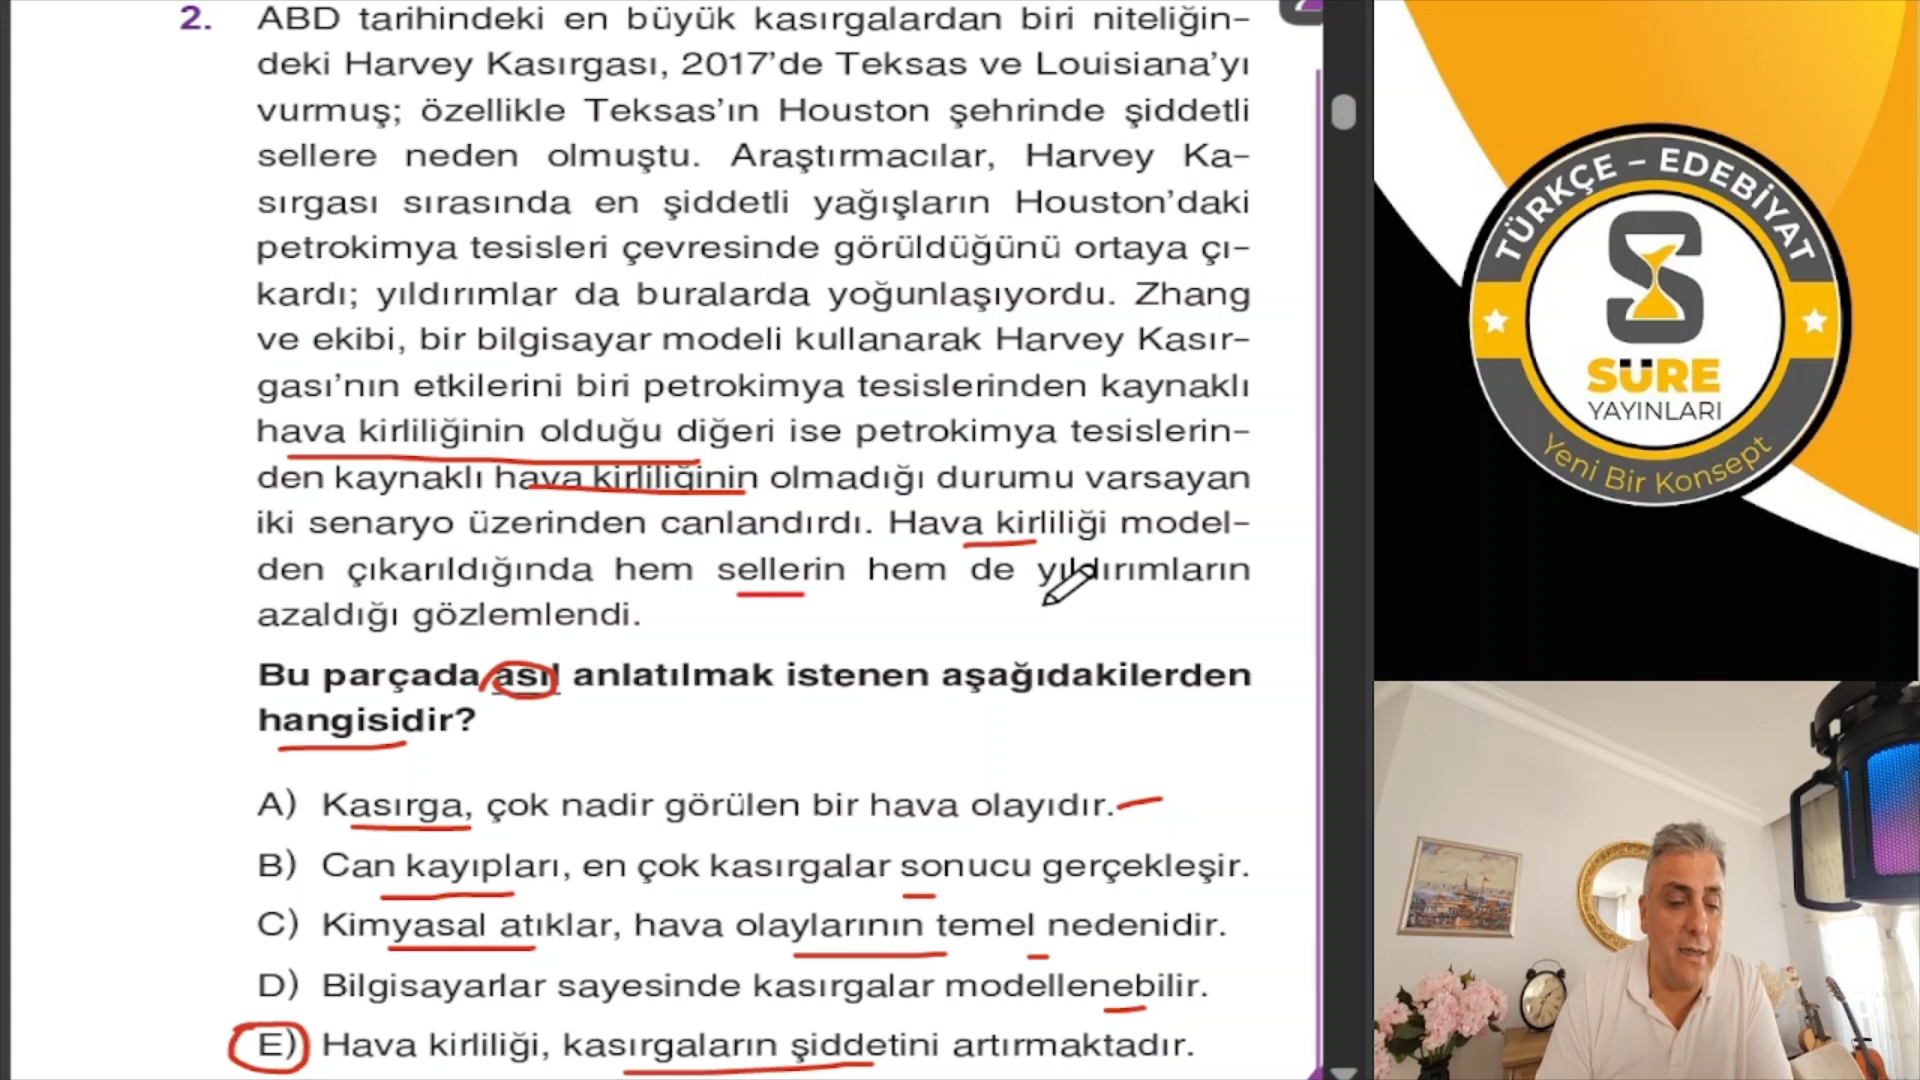 2. ABD tarihindeki en büyük kasırgalardan biri niteliğin-
deki Harvey Kasırgası, 2017’de Teksas ve Louisiana’yı
vurmuş; özellikle Teksas’ın Houston şehrinde şiddetli
sellere neden olmuştu. Araştırmacılar, Harvey Ka-
sırgası sırasında en şiddetli yağışların Houston’daki
petrokimya tesisleri çevresinde görüldüğünü ortaya çı-
kardı; yıldırımlar da buralarda yoğunlaşıyordu. Zhang
ve ekibi, bir bilgisayar modeli kullanarak Harvey Kasır-
gası’nın etkilerini biri petrokimya tesislerinden kaynaklı
hava kirliliğinin olduğu diğeri ise petrokimya tesislerin-
den kaynaklı hava kirliliğinin olmadığı durumu varsayan
iki senaryo üzerinden canlandırdı. Hava kirliliği model-
den çıkarıldığında hem sellerin hem de yıldırımların
azaldığı gözlemlendi.
Bu parçada asıl anlatılmak istenen aşağıdakilerden
hangisidir?
A) Kasırga, çok nadir görülen bir hava olayıdır.
B) Can kayıpları, en çok kasırgalar sonucu gerçekleşir.
C) Kimyasal atıklar, hava olaylarının temel nedenidir.
D) Bilgisayarlar sayesinde kasırgalar modellenebilir.
E) Hava kirliliği, kasırgaların şiddetini artırmaktadır.
TÜRKÇE – EDEBİYAT
SÜRE
YAYINLARI
Yeni Bir Konsept